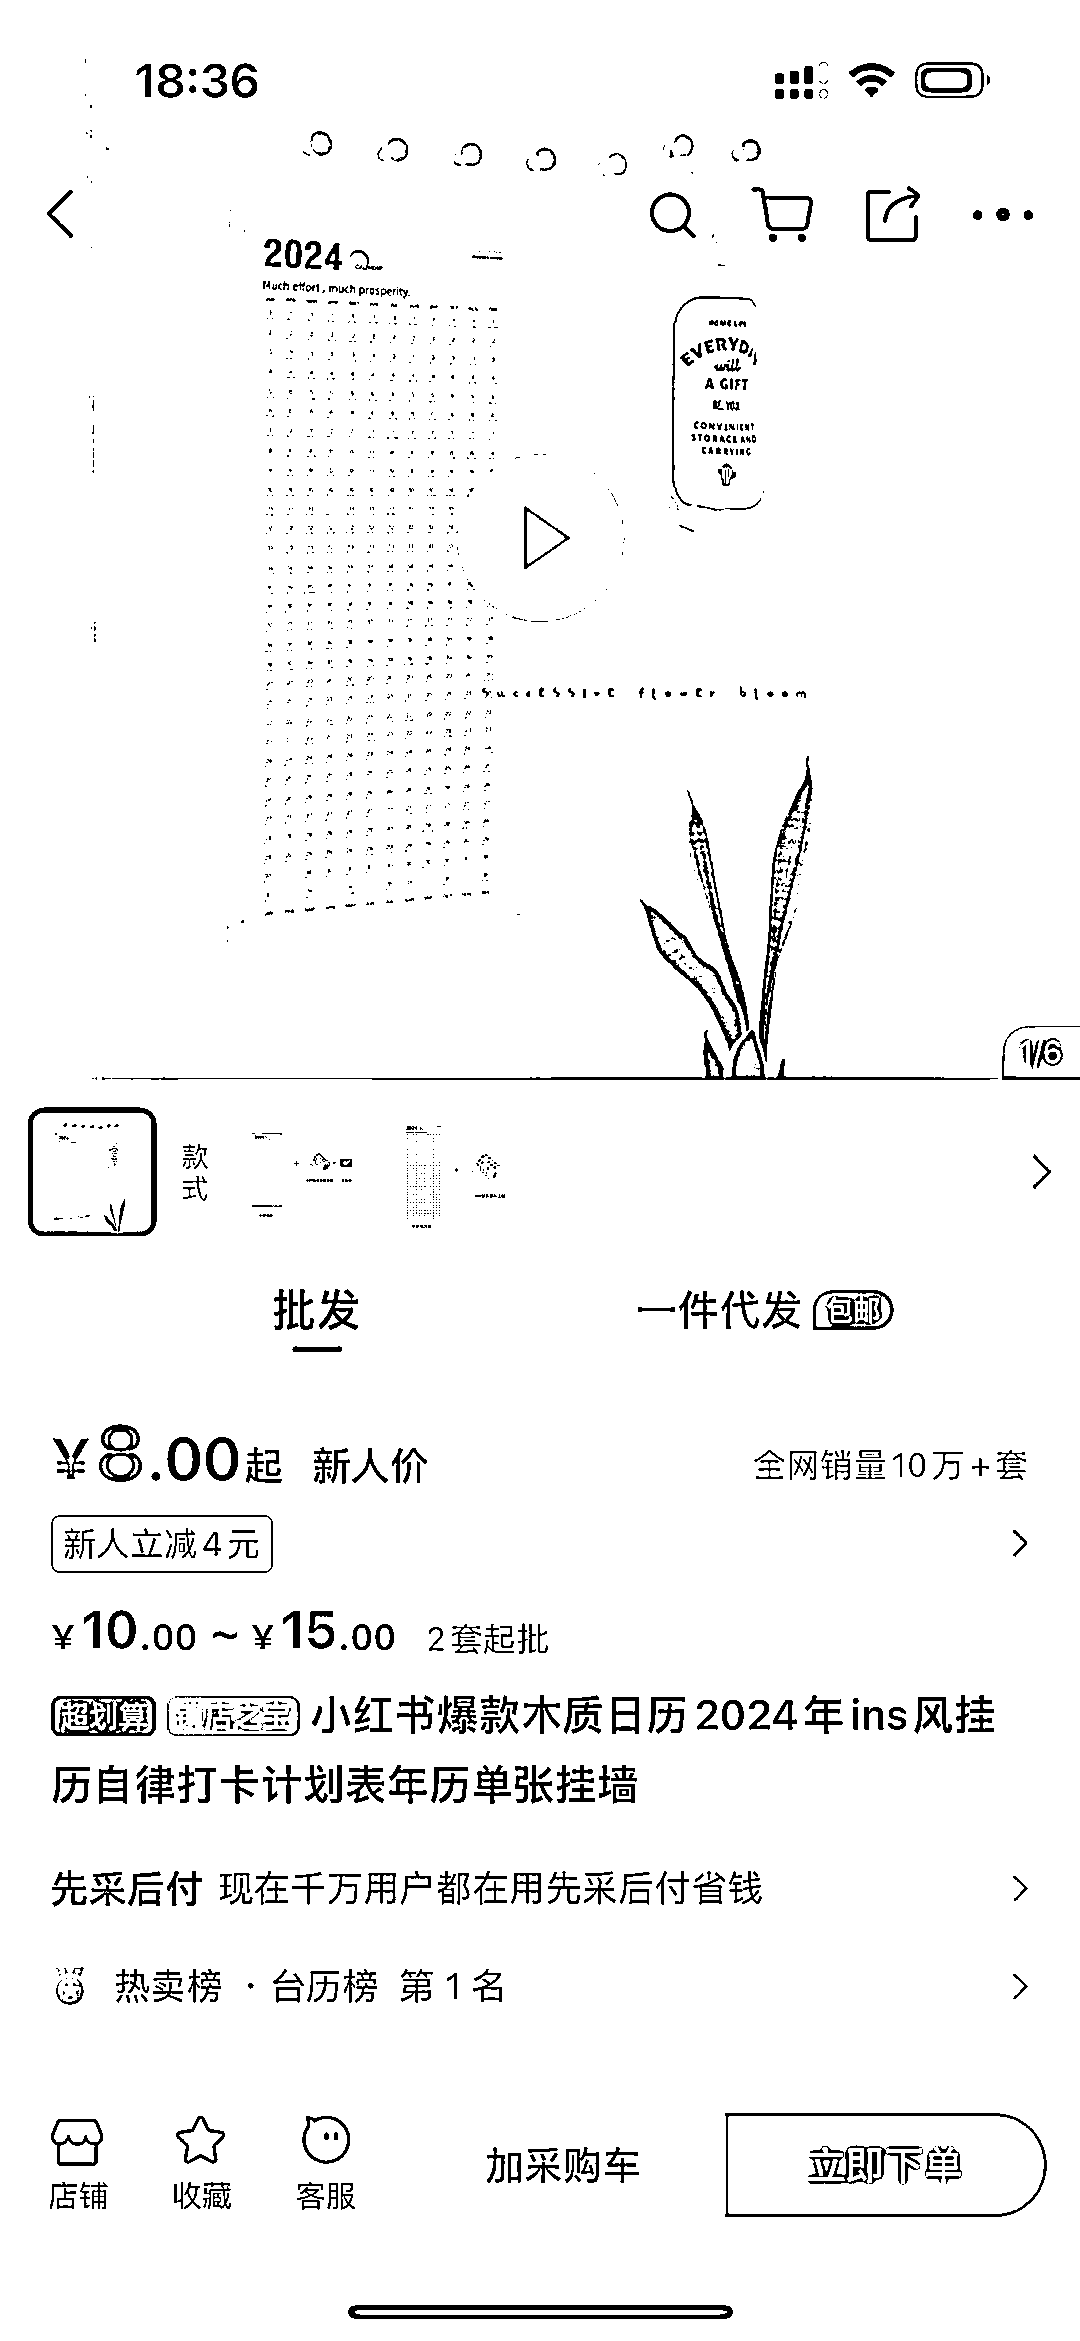 18:36
2024
Much effort, much prosperity.
EVERYDA
will
A GIFT
BE YOU
CONVENIENT
STORAGE AND
CARRYING
Successive flower bloom
1/6
款式
批发
一件代发 包邮
¥8.00起 新人价
全网销量10万+套
新人立减4元
¥10.00 ~ ¥15.00 2套起批
超划算 镇店之宝 小红书爆款木质日历2024年ins风挂
历自律打卡计划表年历单张挂墙
先采后付 现在千万用户都在用先采后付省钱
热卖榜 · 台历榜 第1名
店铺
收藏
客服
加采购车
立即下单